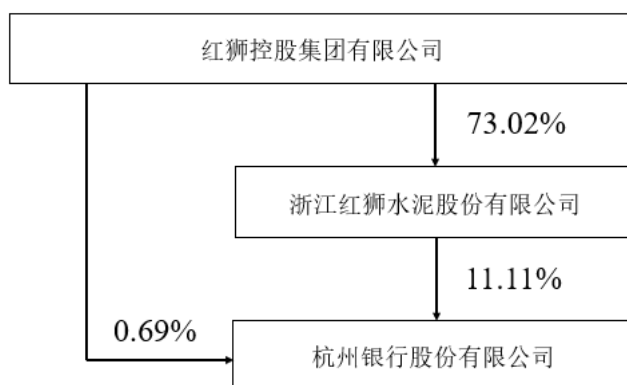 红狮控股集团有限公司
73.02%
浙江红狮水泥股份有限公司
11.11%
0.69%
杭州银行股份有限公司